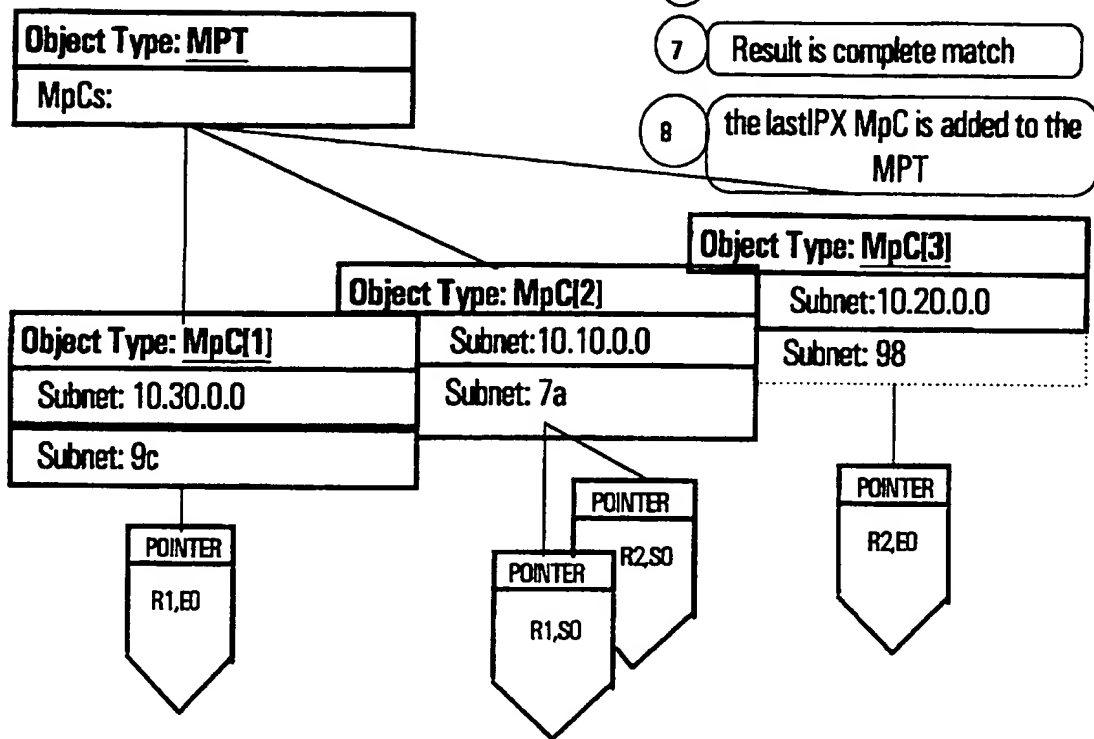 Object Type: MPT
MpCs:
7
Result is complete match
8
the lastIPX MpC is added to the
MPT
Object Type: MpC[3]
Subnet:10.20.0.0
Subnet: 98
Object Type: MpC[2]
Subnet:10.10.0.0
Subnet: 7a
Object Type: MpC[1]
Subnet: 10.30.0.0
Subnet: 9c
POINTER
R1,E0
POINTER
R1,S0
POINTER
R2,S0
POINTER
R2,E0